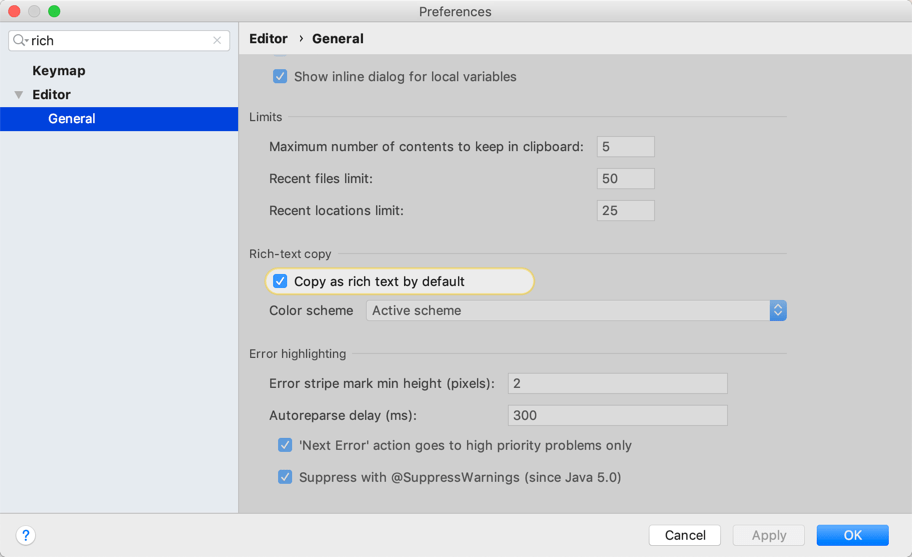 Preferences
rich
Keymap
Editor
General
Editor › General
Show inline dialog for local variables
Limits
Maximum number of contents to keep in clipboard: 5
Recent files limit: 50
Recent locations limit: 25
Rich-text copy
Copy as rich text by default
Color scheme Active scheme
Error highlighting
Error stripe mark min height (pixels): 2
Autoreparse delay (ms): 300
'Next Error' action goes to high priority problems only
Suppress with @SuppressWarnings (since Java 5.0)
? Cancel Apply OK